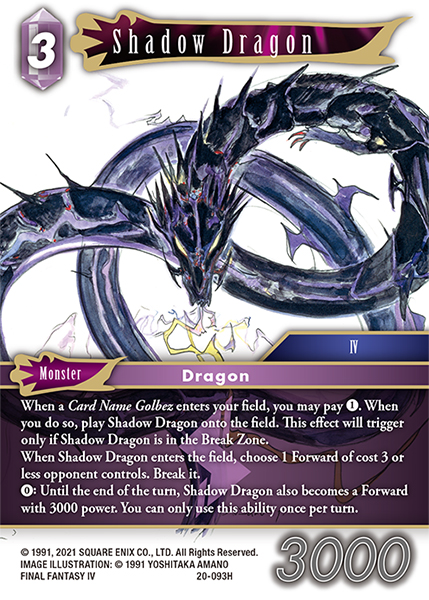 3
Shadow Dragon
IV
Monster
Dragon
When a Card Name Golbez enters your field, you may pay ❶. When
you do so, play Shadow Dragon onto the field. This effect will trigger
only if Shadow Dragon is in the Break Zone.
When Shadow Dragon enters the field, choose 1 Forward of cost 3 or
less opponent controls. Break it.
⓿: Until the end of the turn, Shadow Dragon also becomes a Forward
with 3000 power. You can only use this ability once per turn.
© 1991, 2021 SQUARE ENIX CO., LTD. All Rights Reserved.
IMAGE ILLUSTRATION: © 1991 YOSHITAKA AMANO
FINAL FANTASY IV 20-093H
3000